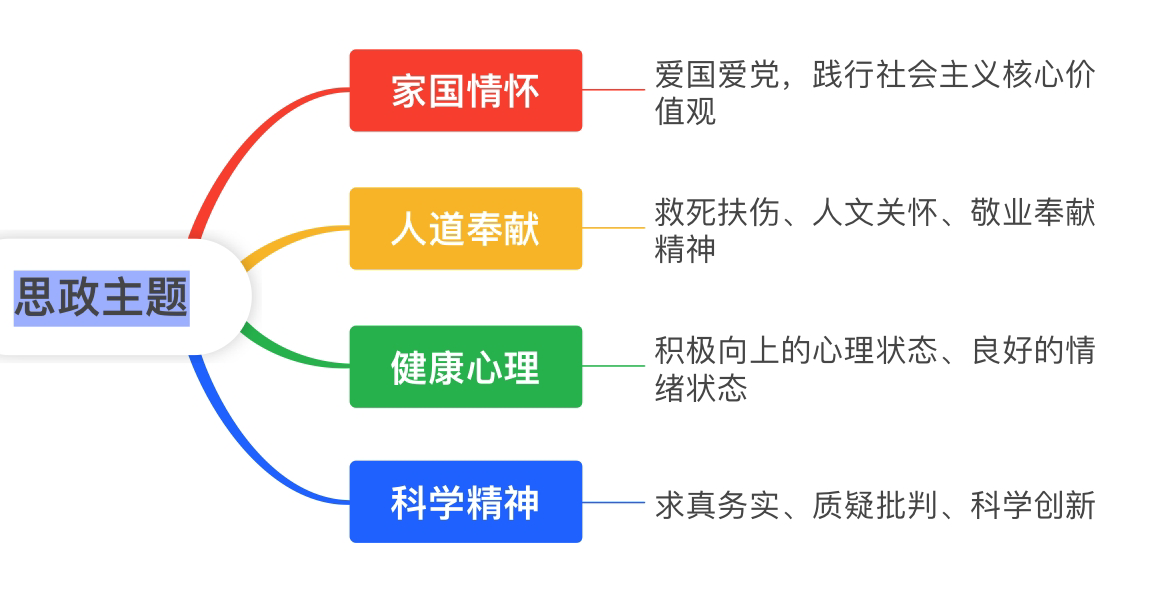 家国情怀
爱国爱党，践行社会主义核心价
值观
人道奉献
救死扶伤、人文关怀、敬业奉献
精神
思政主题
健康心理
积极向上的心理状态、良好的情
绪状态
科学精神
求真务实、质疑批判、科学创新